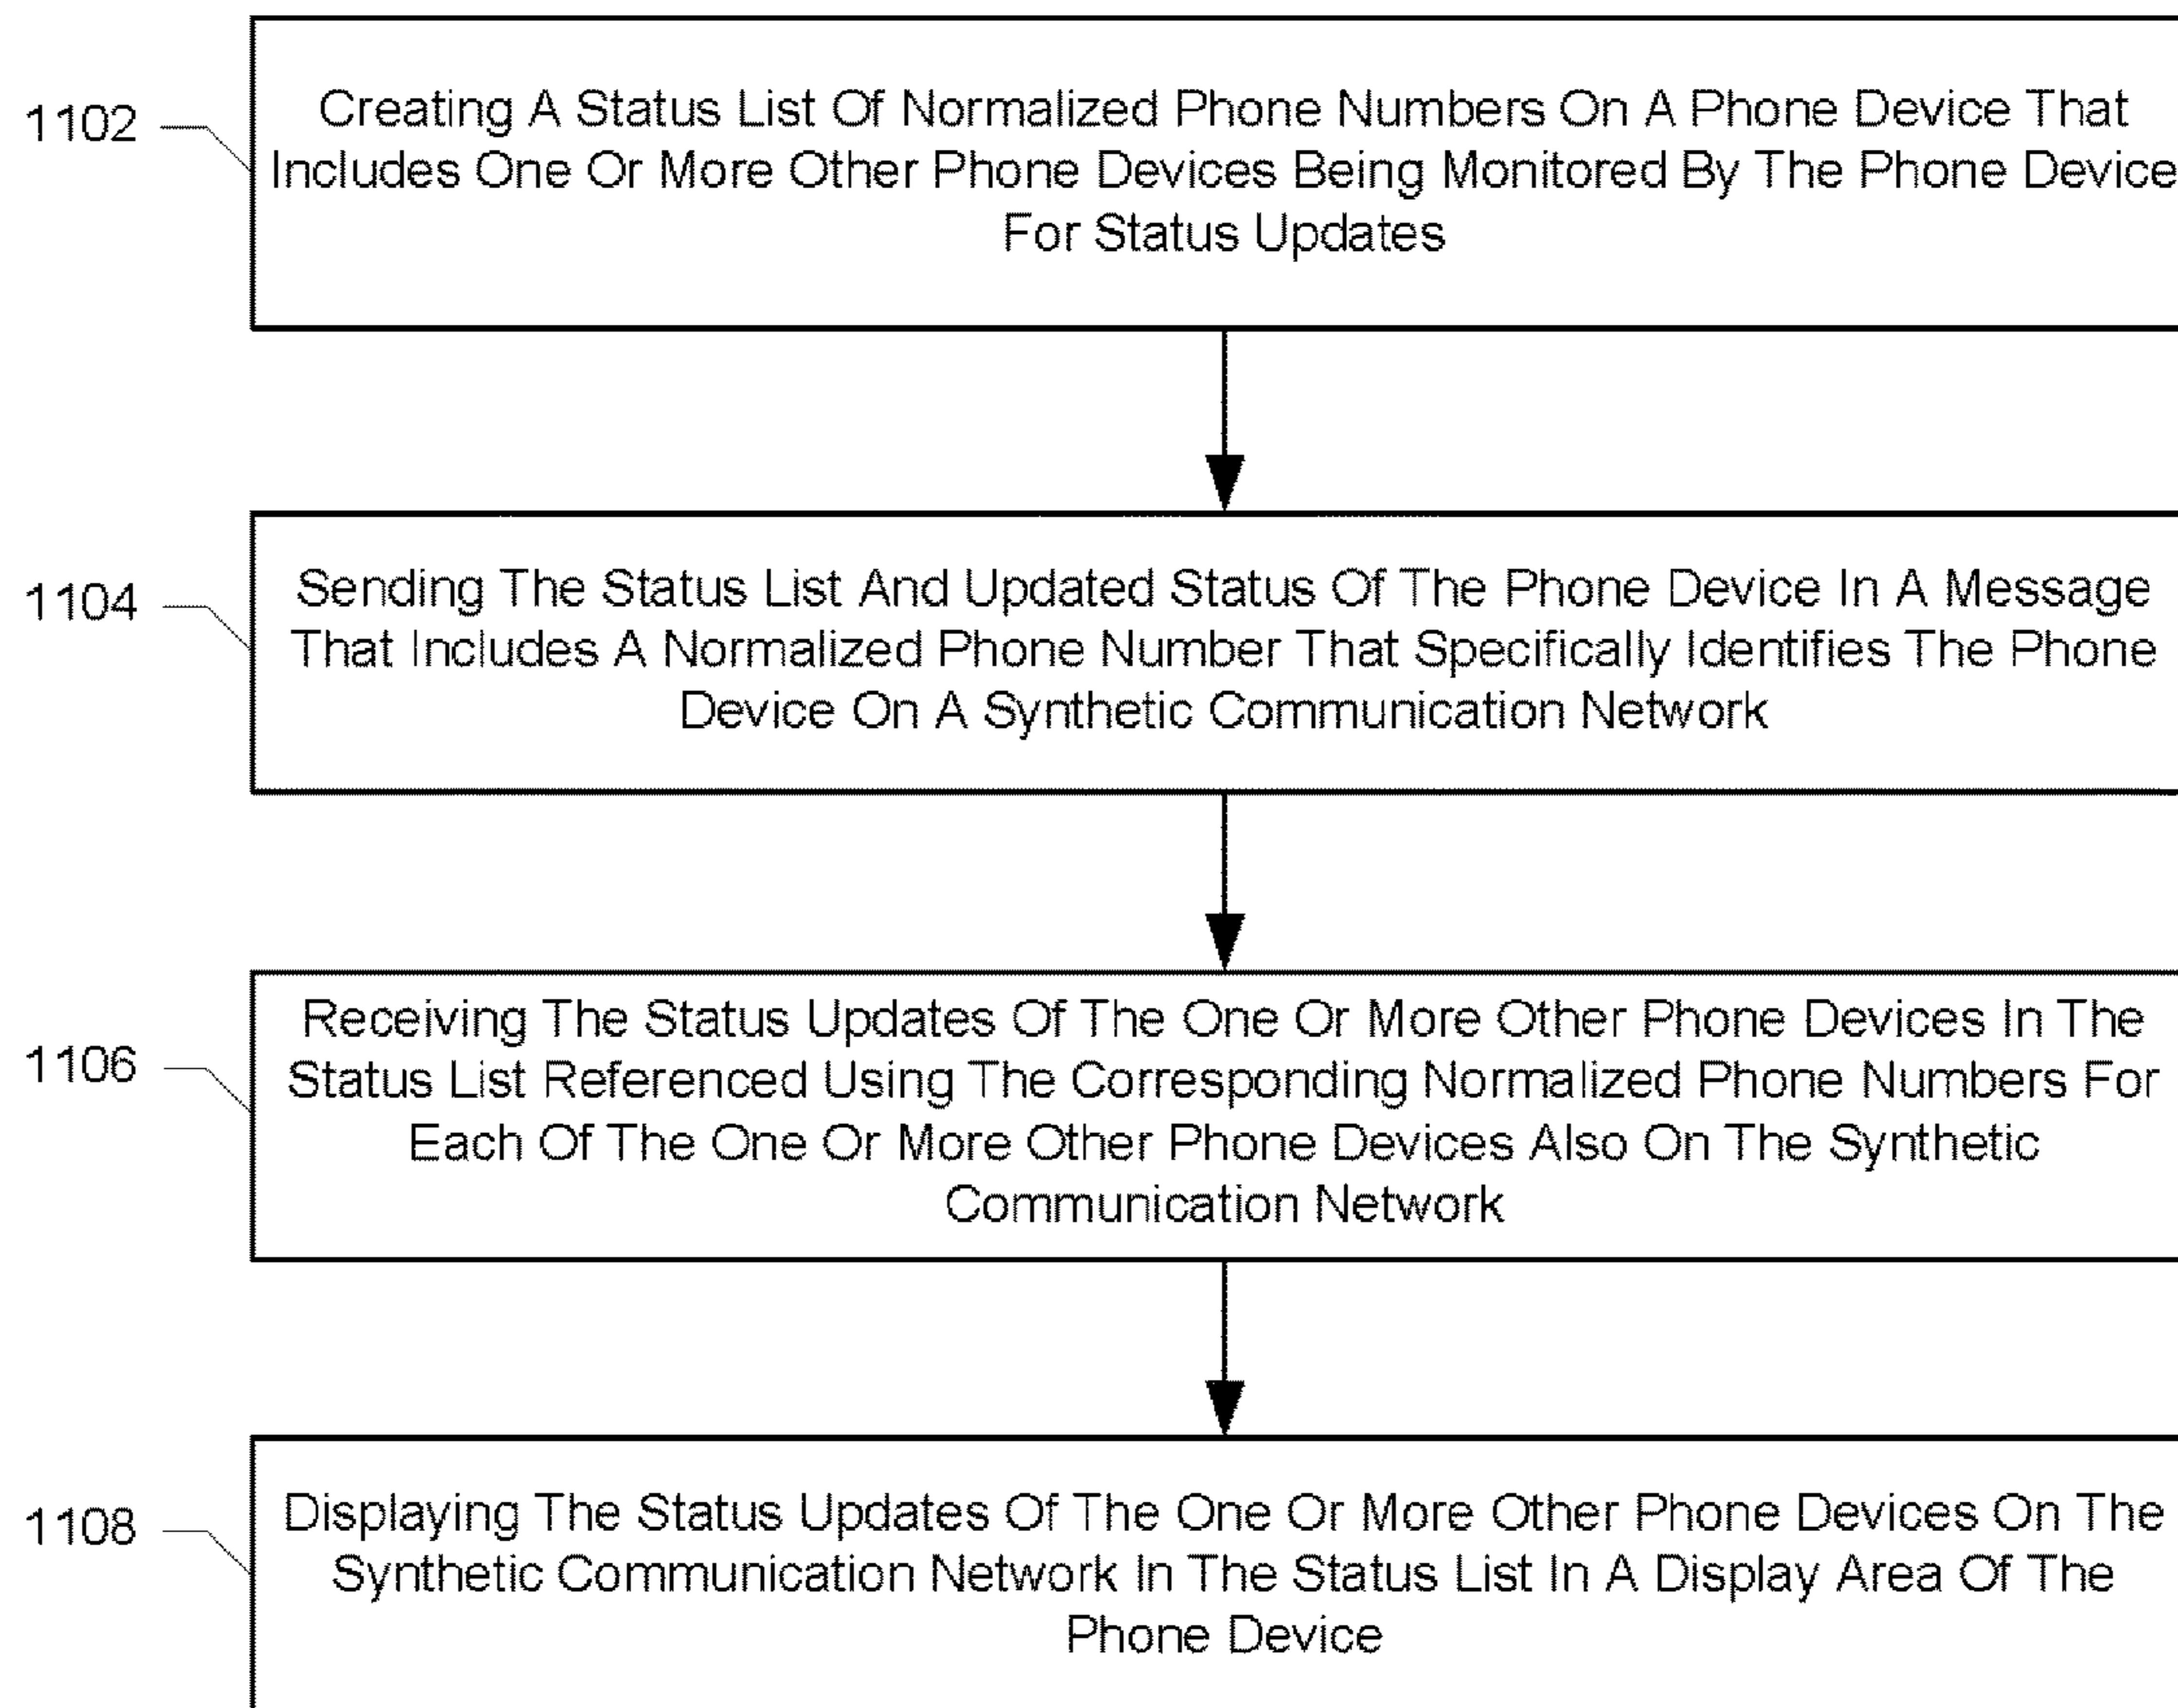 1102
Creating A Status List Of Normalized Phone Numbers On A Phone Device That
Includes One Or More Other Phone Devices Being Monitored By The Phone Device
For Status Updates
1104
Sending The Status List And Updated Status Of The Phone Device In A Message
That Includes A Normalized Phone Number That Specifically Identifies The Phone
Device On A Synthetic Communication Network
1106
Receiving The Status Updates Of The One Or More Other Phone Devices In The
Status List Referenced Using The Corresponding Normalized Phone Numbers For
Each Of The One Or More Other Phone Devices Also On The Synthetic
Communication Network
1108
Displaying The Status Updates Of The One Or More Other Phone Devices On The
Synthetic Communication Network In The Status List In A Display Area Of The
Phone Device